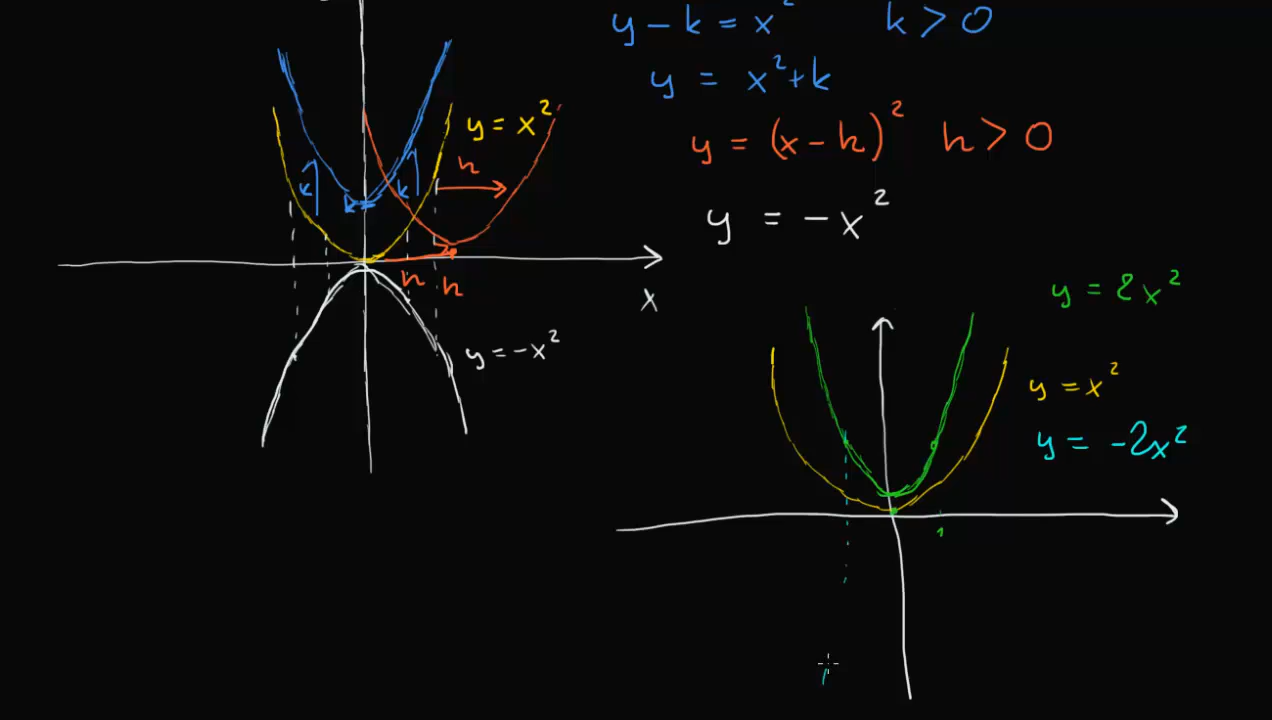 y - k = x² k > 0
y = x² + k
y = (x - h)² h > 0
y = -x²
y = x²
h
k
k
k
h
h
x
y = -x²
y = 2x²
y = x²
y = -2x²
1